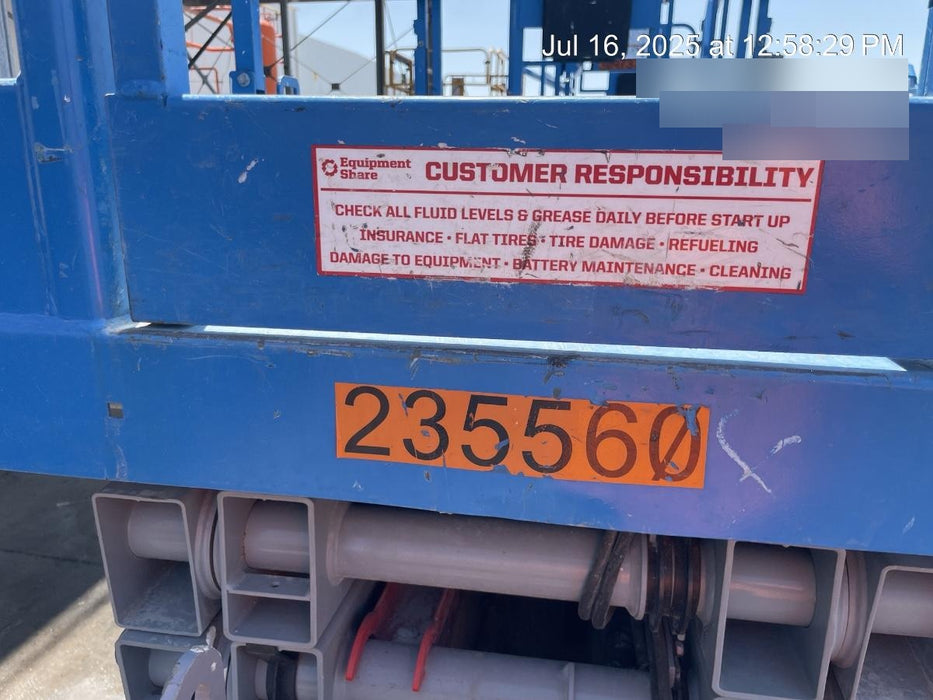 Jul 16, 2025 at 12:58:29 PM
Equipment Share
CUSTOMER RESPONSIBILITY
CHECK ALL FLUID LEVELS & GREASE DAILY BEFORE START UP
INSURANCE • FLAT TIRES • TIRE DAMAGE • REFUELING
DAMAGE TO EQUIPMENT • BATTERY MAINTENANCE • CLEANING
235560